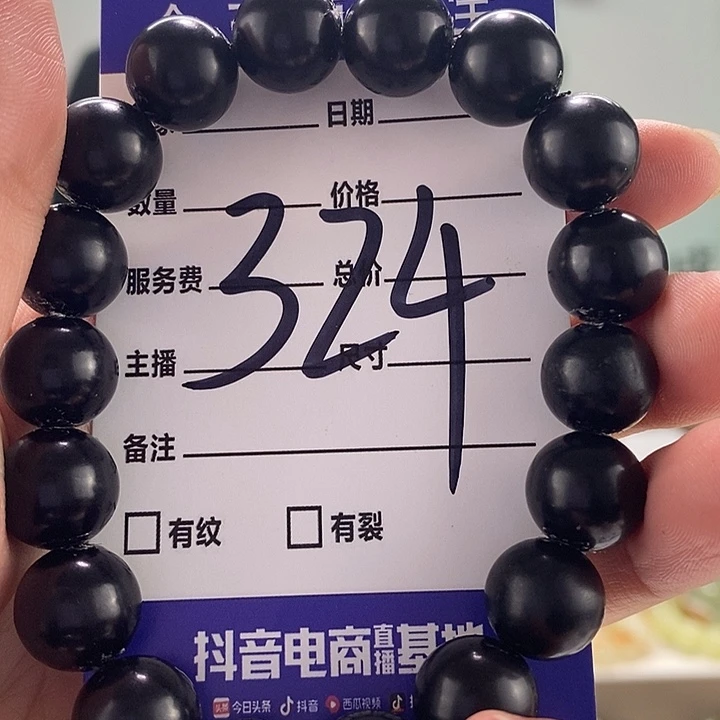 日期
数量 价格
324
服务费 总价
主播 尺寸
备注
有纹 有裂
抖音电商直播基地
今日头条 抖音 西瓜视频